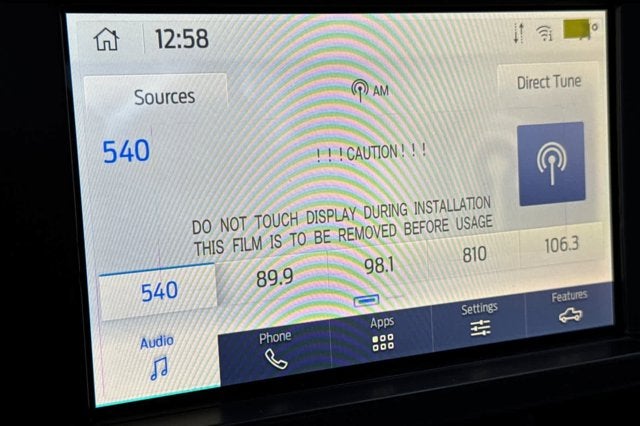 12:58
Sources
AM
Direct Tune
540
!!!CAUTION!!!
DO NOT TOUCH DISPLAY DURING INSTALLATION
THIS FILM IS TO BE REMOVED BEFORE USAGE
540 89.9 98.1 810 106.3
Audio Phone Apps Settings Features